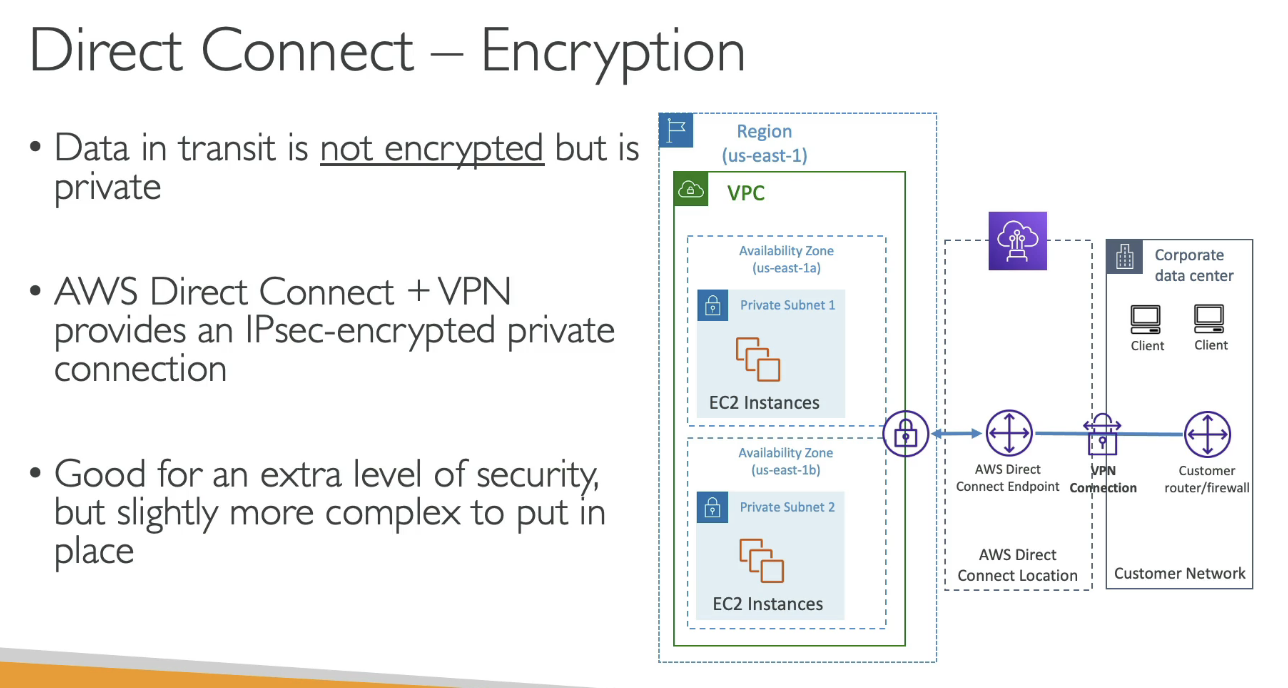 Direct Connect – Encryption
• Data in transit is not encrypted but is
private
• AWS Direct Connect + VPN
provides an IPsec-encrypted private
connection
• Good for an extra level of security,
but slightly more complex to put in
place
Region
(us-east-1)
VPC
Availability Zone
(us-east-1a)
Private Subnet 1
EC2 Instances
Availability Zone
(us-east-1b)
Private Subnet 2
EC2 Instances
AWS Direct
Connect Endpoint
AWS Direct
Connect Location
VPN
Connection
Corporate
data center
Client
Client
Customer
router/firewall
Customer Network